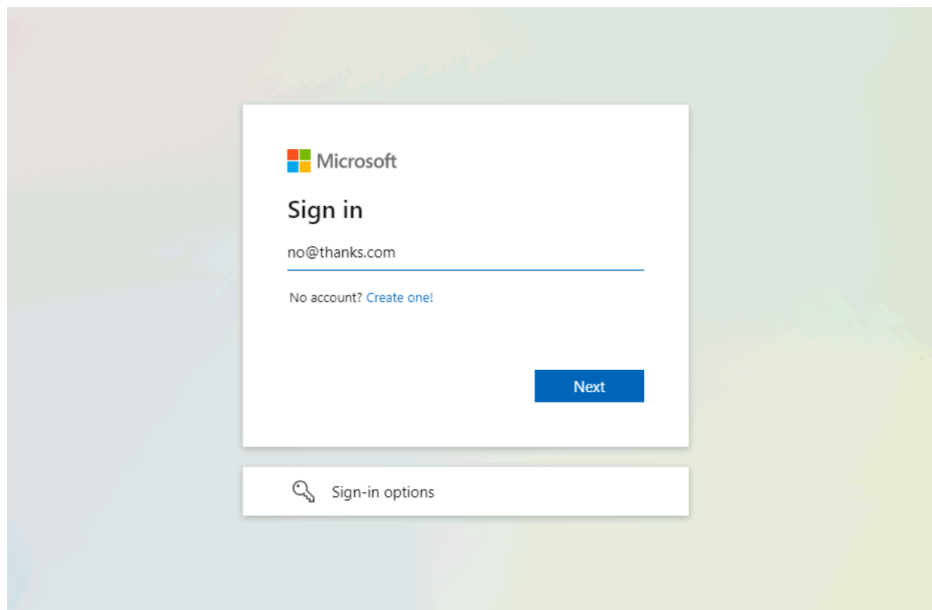 Microsoft
Sign in
no@thanks.com
No account? Create one!
Next
Sign-in options